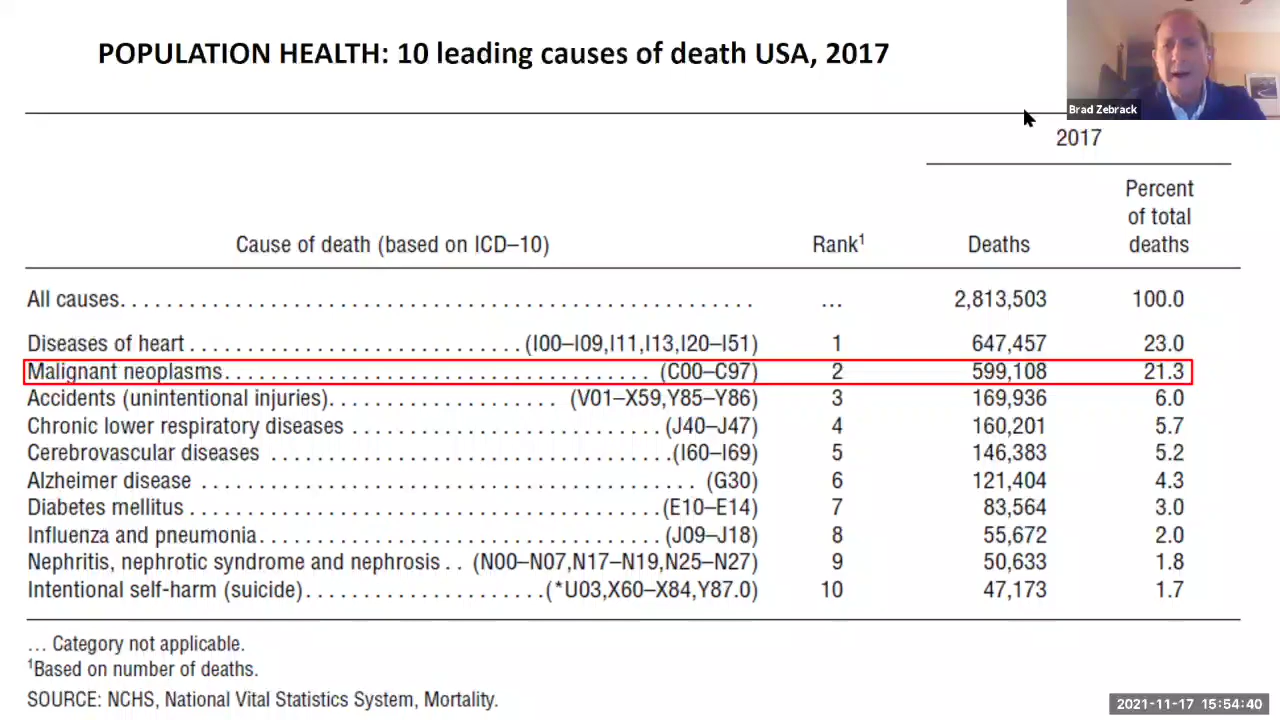 POPULATION HEALTH: 10 leading causes of death USA, 2017
Brad Zebrack
2017
Percent
of total
Cause of death (based on ICD–10) Rank¹ Deaths deaths
All causes. . . . . . . . . . . . . . . . . . . . . . . . . . . . . . . . . . . . . . . . . . . . . . . . . . . . . . . ... 2,813,503 100.0
Diseases of heart . . . . . . . . . . . . . . . . . . . . . . . . . . . . . . (I00–I09,I11,I13,I20–I51) 1 647,457 23.0
Malignant neoplasms. . . . . . . . . . . . . . . . . . . . . . . . . . . . . . . . . . . . . . . (C00–C97) 2 599,108 21.3
Accidents (unintentional injuries). . . . . . . . . . . . . . . . . . . . (V01–X59,Y85–Y86) 3 169,936 6.0
Chronic lower respiratory diseases . . . . . . . . . . . . . . . . . . . . . . . . . . . . (J40–J47) 4 160,201 5.7
Cerebrovascular diseases . . . . . . . . . . . . . . . . . . . . . . . . . . . . . . . . . . . .(I60–I69) 5 146,383 5.2
Alzheimer disease . . . . . . . . . . . . . . . . . . . . . . . . . . . . . . . . . . . . . . . . . . . . (G30) 6 121,404 4.3
Diabetes mellitus . . . . . . . . . . . . . . . . . . . . . . . . . . . . . . . . . . . . . . . . . .(E10–E14) 7 83,564 3.0
Influenza and pneumonia. . . . . . . . . . . . . . . . . . . . . . . . . . . . . . . . . . . . (J09–J18) 8 55,672 2.0
Nephritis, nephrotic syndrome and nephrosis . . (N00–N07,N17–N19,N25–N27) 9 50,633 1.8
Intentional self-harm (suicide). . . . . . . . . . . . . . . . . . . . .(*U03,X60–X84,Y87.0) 10 47,173 1.7
... Category not applicable.
¹Based on number of deaths.
SOURCE: NCHS, National Vital Statistics System, Mortality.
2021-11-17 15:54:40